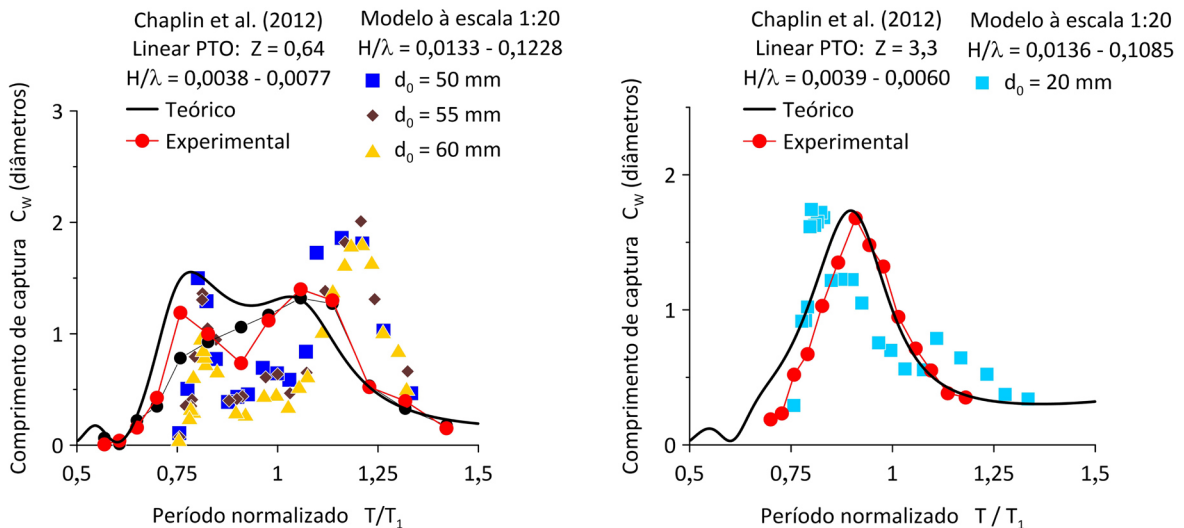 Chaplin et al. (2012)
Linear PTO: Z = 0,64
H/λ = 0,0038 - 0,0077
Teórico
Experimental
Modelo à escala 1:20
H/λ = 0,0133 - 0,1228
d₀ = 50 mm
d₀ = 55 mm
d₀ = 60 mm
Comprimento de captura C_W (diâmetros)
3
2
1
0
0,5
0,75
1
1,25
1,5
Período normalizado T/T₁
Chaplin et al. (2012)
Linear PTO: Z = 3,3
H/λ = 0,0039 - 0,0060
Teórico
Experimental
Modelo à escala 1:20
H/λ = 0,0136 - 0,1085
d₀ = 20 mm
Comprimento de captura C_W (diâmetros)
2
1
0
0,5
0,75
1
1,25
1,5
Período normalizado T / T₁